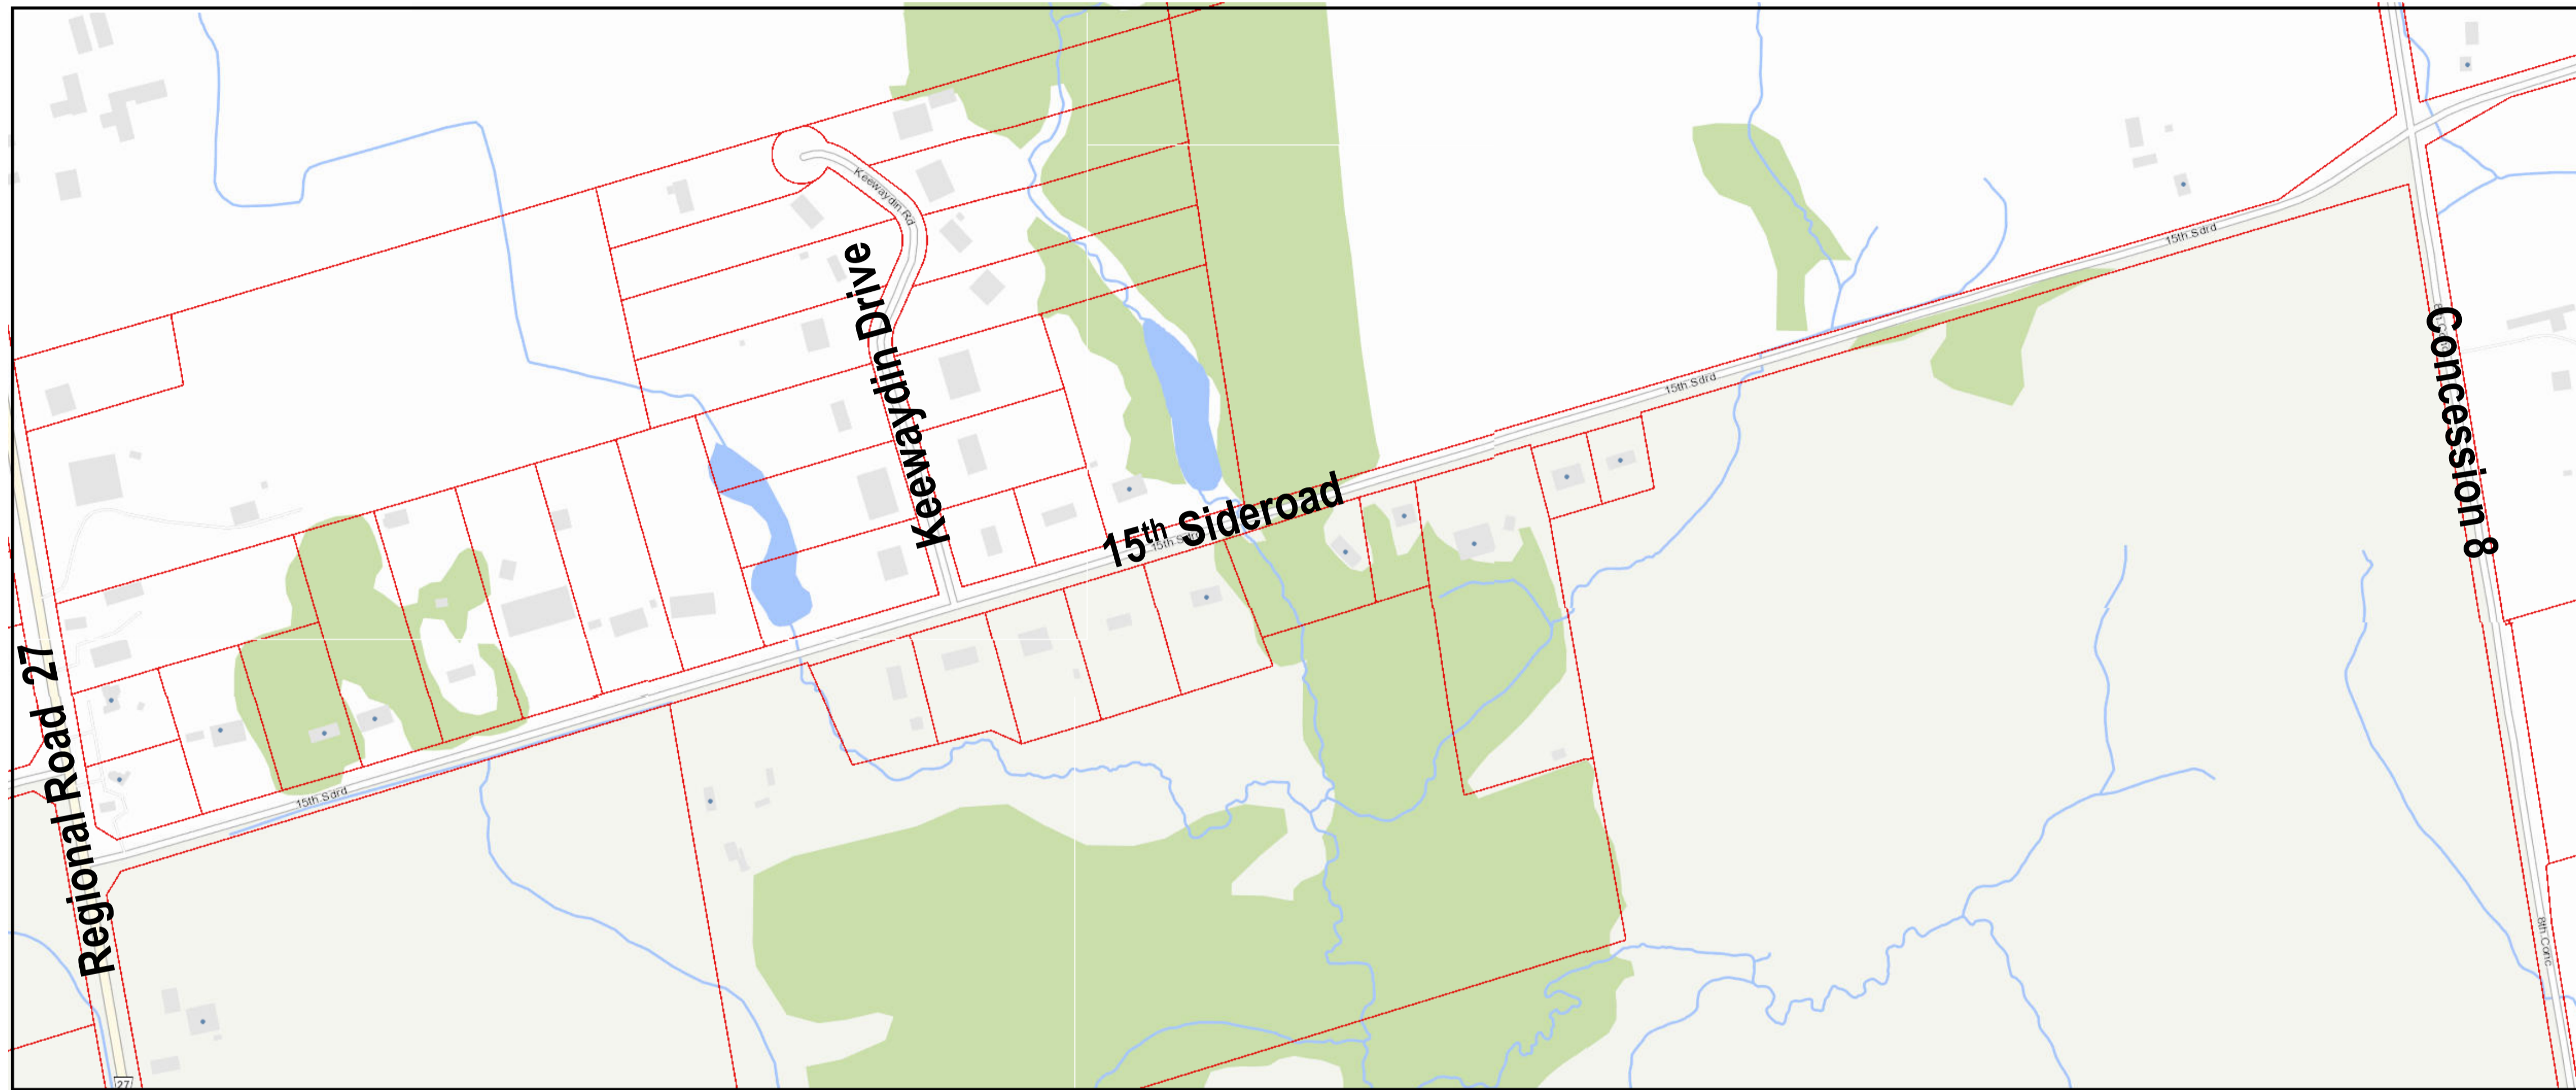 Keewaydin Rd
Keewaydin Drive
15th Sdrd
15th Sdrd
15th Sideroad
15th Sdrd
Concession 8
Regional Road 27
15th Sdrd
8th Conc
27